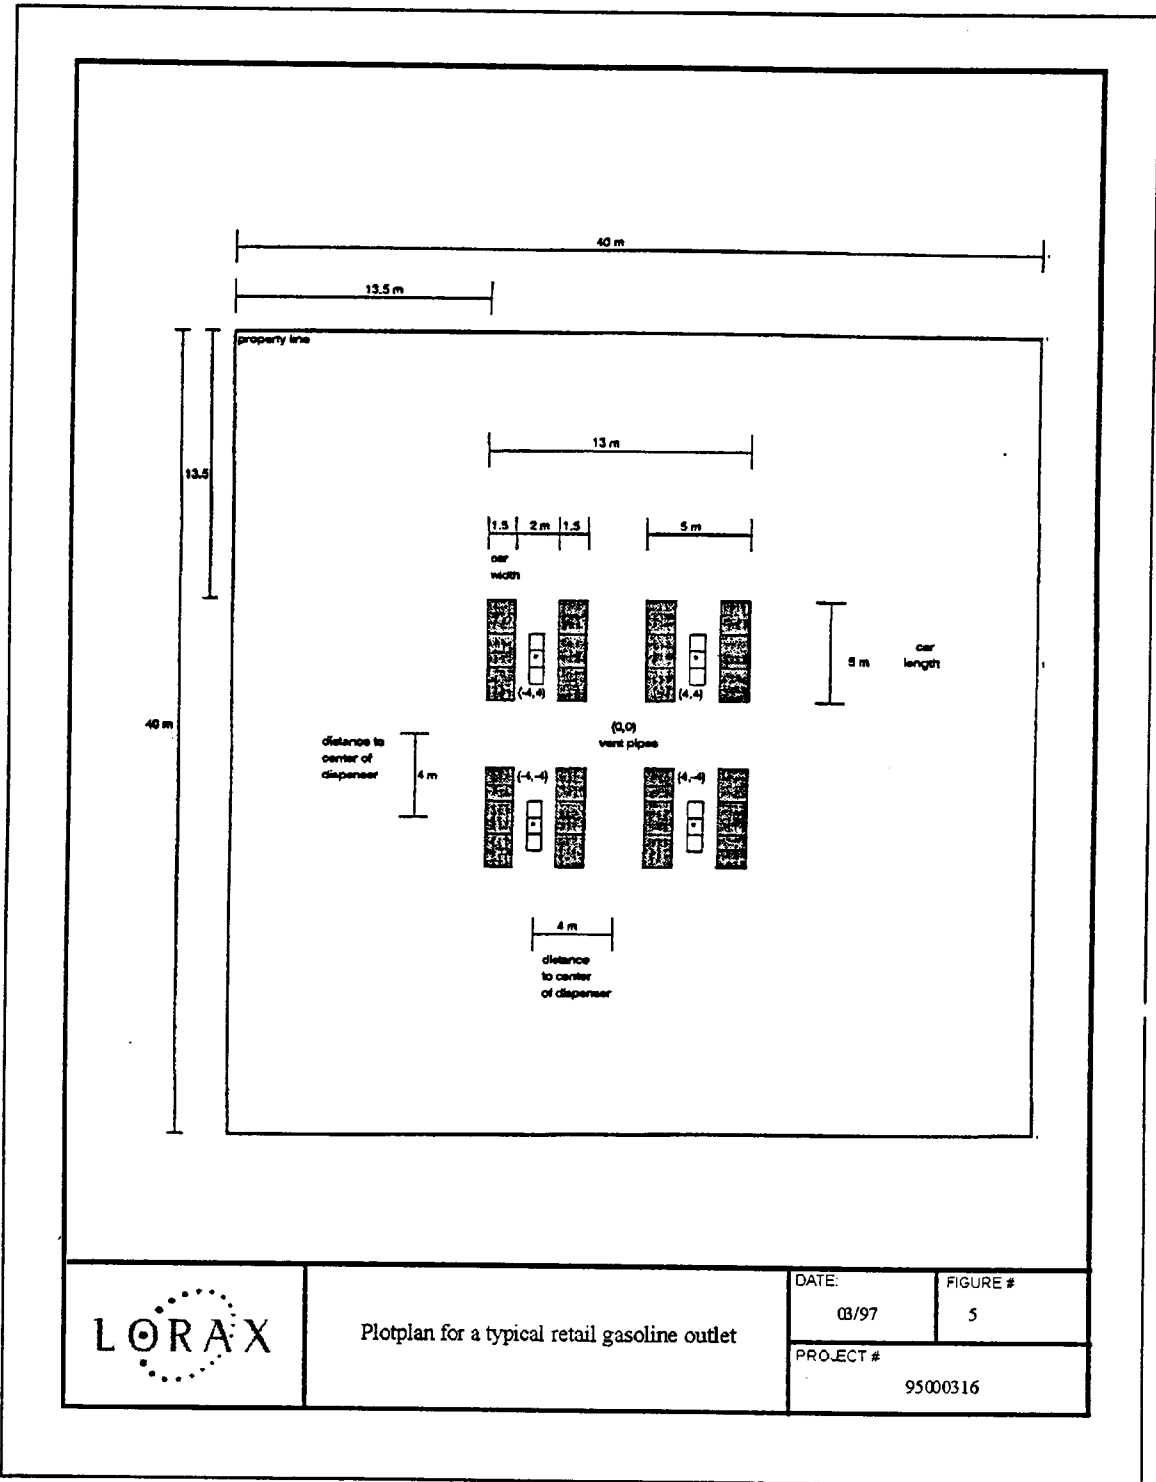 40 m
13.5 m
property line
13 m
13.5
1.5 2 m 1.5 5 m
car
width
5 m
car
length
(-4,4) (4,4)
(0,0)
vent pipes
40 m
distance to
center of
dispenser
4 m
(-4,-4) (4,-4)
4 m
distance
to center
of dispenser
LORAX
Plotplan for a typical retail gasoline outlet
DATE:
03/97
FIGURE #
5
PROJECT #
95000316